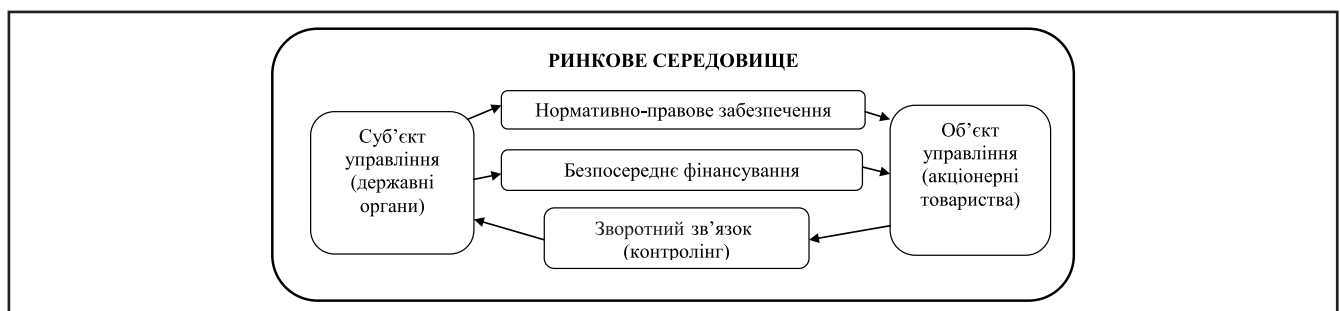 РИНКОВЕ СЕРЕДОВИЩЕ
Нормативно-правове забезпечення
Суб’єкт
управління
(державні
органи)
Безпосереднє фінансування
Зворотний зв’язок
(контролінг)
Об’єкт
управління
(акціонерні
товариства)